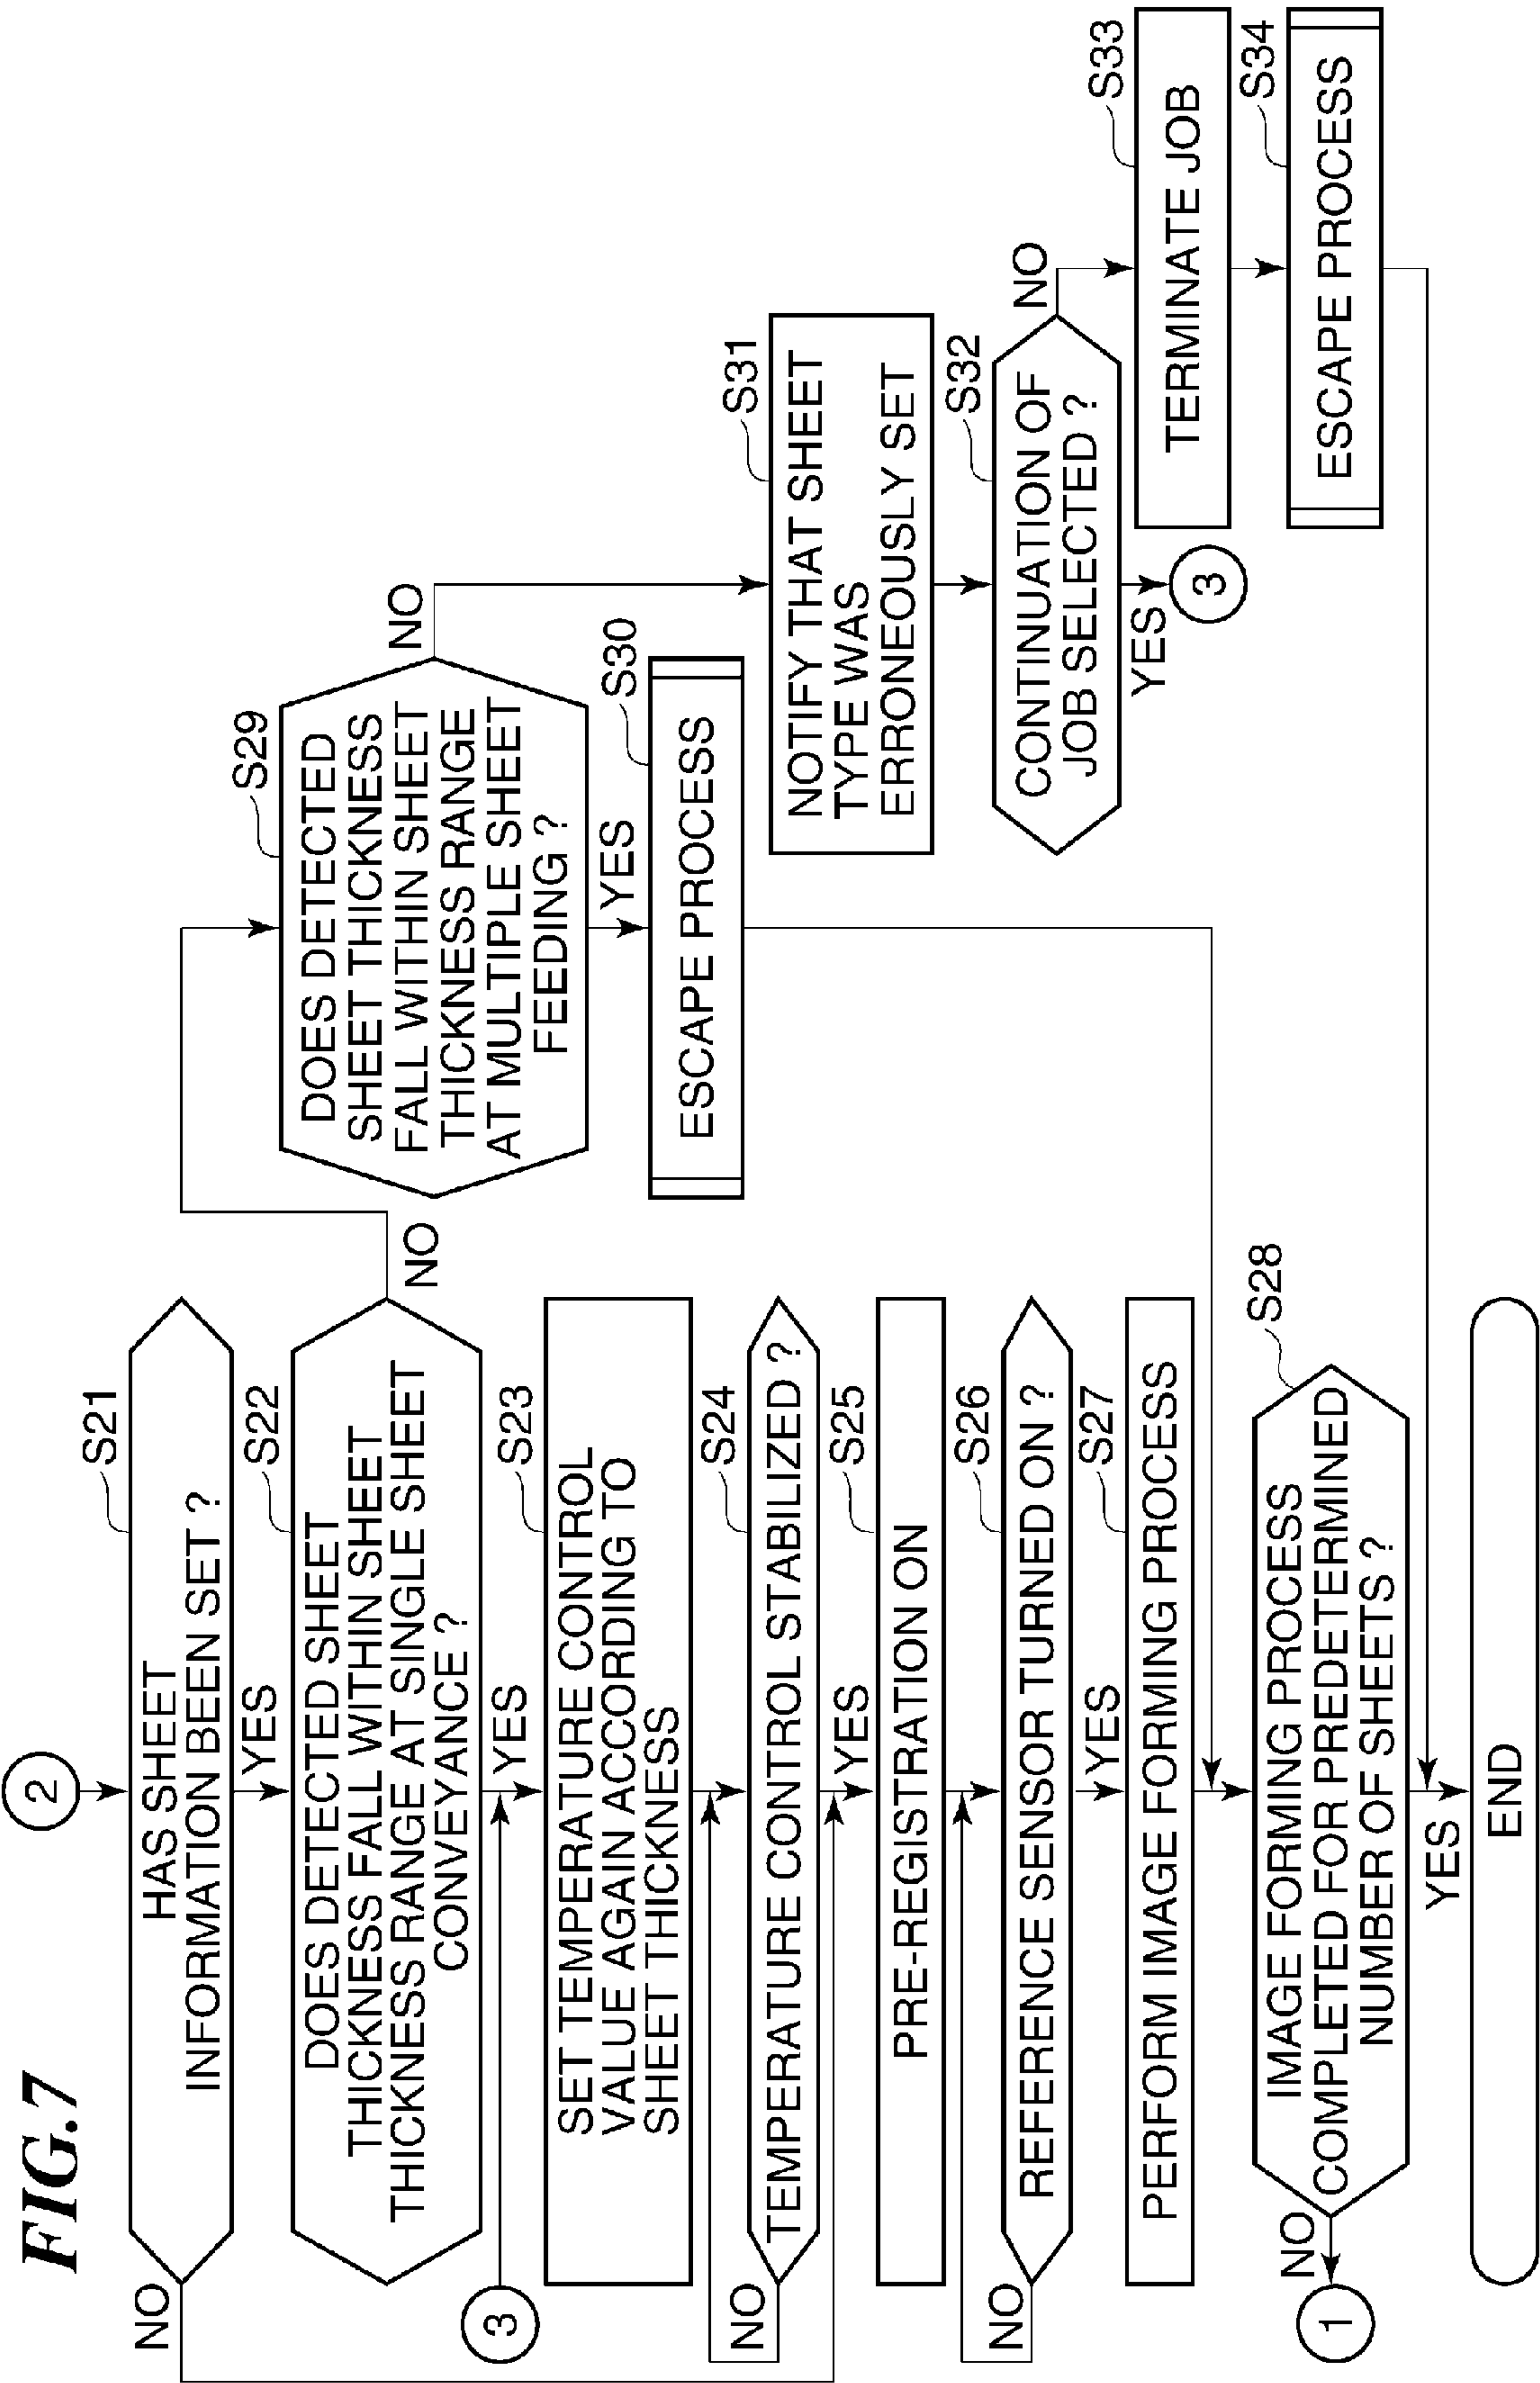 FIG.7
2
HAS SHEET
INFORMATION BEEN SET ?
S21
NO
YES
DOES DETECTED SHEET
THICKNESS FALL WITHIN SHEET
THICKNESS RANGE AT SINGLE SHEET
CONVEYANCE ?
S22
NO
YES
3
SET TEMPERATURE CONTROL
VALUE AGAIN ACCORDING TO
SHEET THICKNESS
S23
TEMPERATURE CONTROL STABILIZED ?
S24
NO
YES
PRE-REGISTRATION ON
S25
REFERENCE SENSOR TURNED ON ?
S26
NO
YES
PERFORM IMAGE FORMING PROCESS
S27
IMAGE FORMING PROCESS
COMPLETED FOR PREDETERMINED
NUMBER OF SHEETS ?
S28
NO
1
YES
END
DOES DETECTED
SHEET THICKNESS
FALL WITHIN SHEET
THICKNESS RANGE
AT MULTIPLE SHEET
FEEDING ?
S29
NO
YES
ESCAPE PROCESS
S30
NOTIFY THAT SHEET
TYPE WAS
ERRONEOUSLY SET
S31
CONTINUATION OF
JOB SELECTED ?
S32
NO
YES
3
TERMINATE JOB
S33
ESCAPE PROCESS
S34